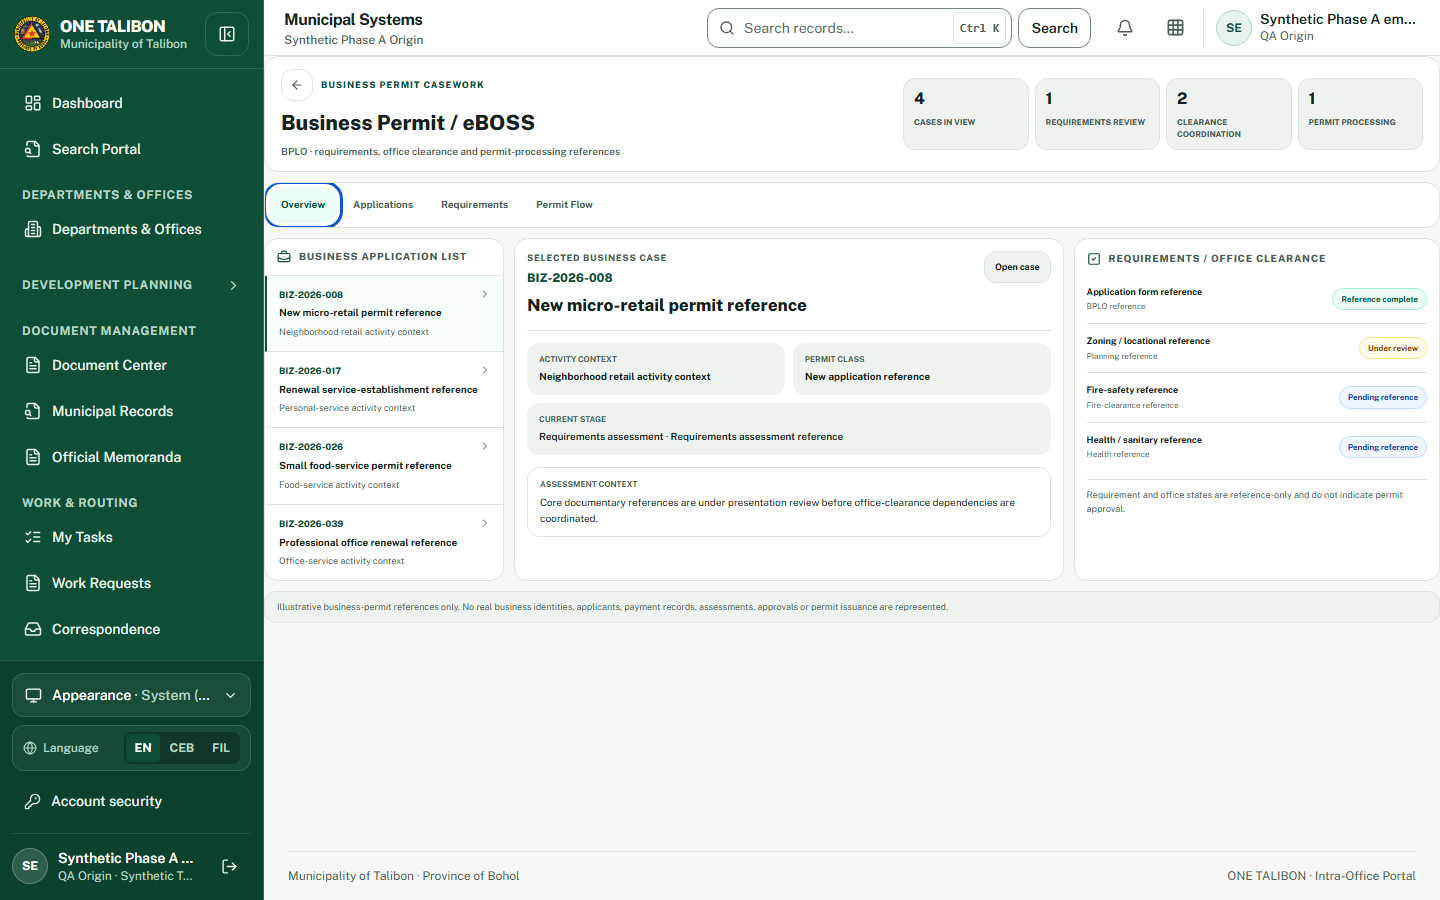 ONE TALIBON
Municipality of Talibon
Dashboard
Search Portal
DEPARTMENTS & OFFICES
Departments & Offices
DEVELOPMENT PLANNING
DOCUMENT MANAGEMENT
Document Center
Municipal Records
Official Memoranda
WORK & ROUTING
My Tasks
Work Requests
Correspondence
Appearance · System (...
Language
EN CEB FIL
Account security
SE
Synthetic Phase A ...
QA Origin · Synthetic T...
Municipal Systems
Synthetic Phase A Origin
Search records...
Ctrl K
Search
SE
Synthetic Phase A em...
QA Origin
BUSINESS PERMIT CASEWORK
Business Permit / eBOSS
BPLO · requirements, office clearance and permit-processing references
4
CASES IN VIEW
1
REQUIREMENTS REVIEW
2
CLEARANCE
COORDINATION
1
PERMIT PROCESSING
Overview
Applications
Requirements
Permit Flow
BUSINESS APPLICATION LIST
BIZ-2026-008
New micro-retail permit reference
Neighborhood retail activity context
BIZ-2026-017
Renewal service-establishment reference
Personal-service activity context
BIZ-2026-026
Small food-service permit reference
Food-service activity context
BIZ-2026-039
Professional office renewal reference
Office-service activity context
SELECTED BUSINESS CASE
BIZ-2026-008
New micro-retail permit reference
Open case
ACTIVITY CONTEXT
Neighborhood retail activity context
PERMIT CLASS
New application reference
CURRENT STAGE
Requirements assessment · Requirements assessment reference
ASSESSMENT CONTEXT
Core documentary references are under presentation review before office-clearance dependencies are
coordinated.
REQUIREMENTS / OFFICE CLEARANCE
Application form reference
BPLO reference
Reference complete
Zoning / locational reference
Planning reference
Under review
Fire-safety reference
Fire-clearance reference
Pending reference
Health / sanitary reference
Health reference
Pending reference
Requirement and office states are reference-only and do not indicate permit
approval.
Illustrative business-permit references only. No real business identities, applicants, payment records, assessments, approvals or permit issuance are represented.
Municipality of Talibon · Province of Bohol
ONE TALIBON · Intra-Office Portal